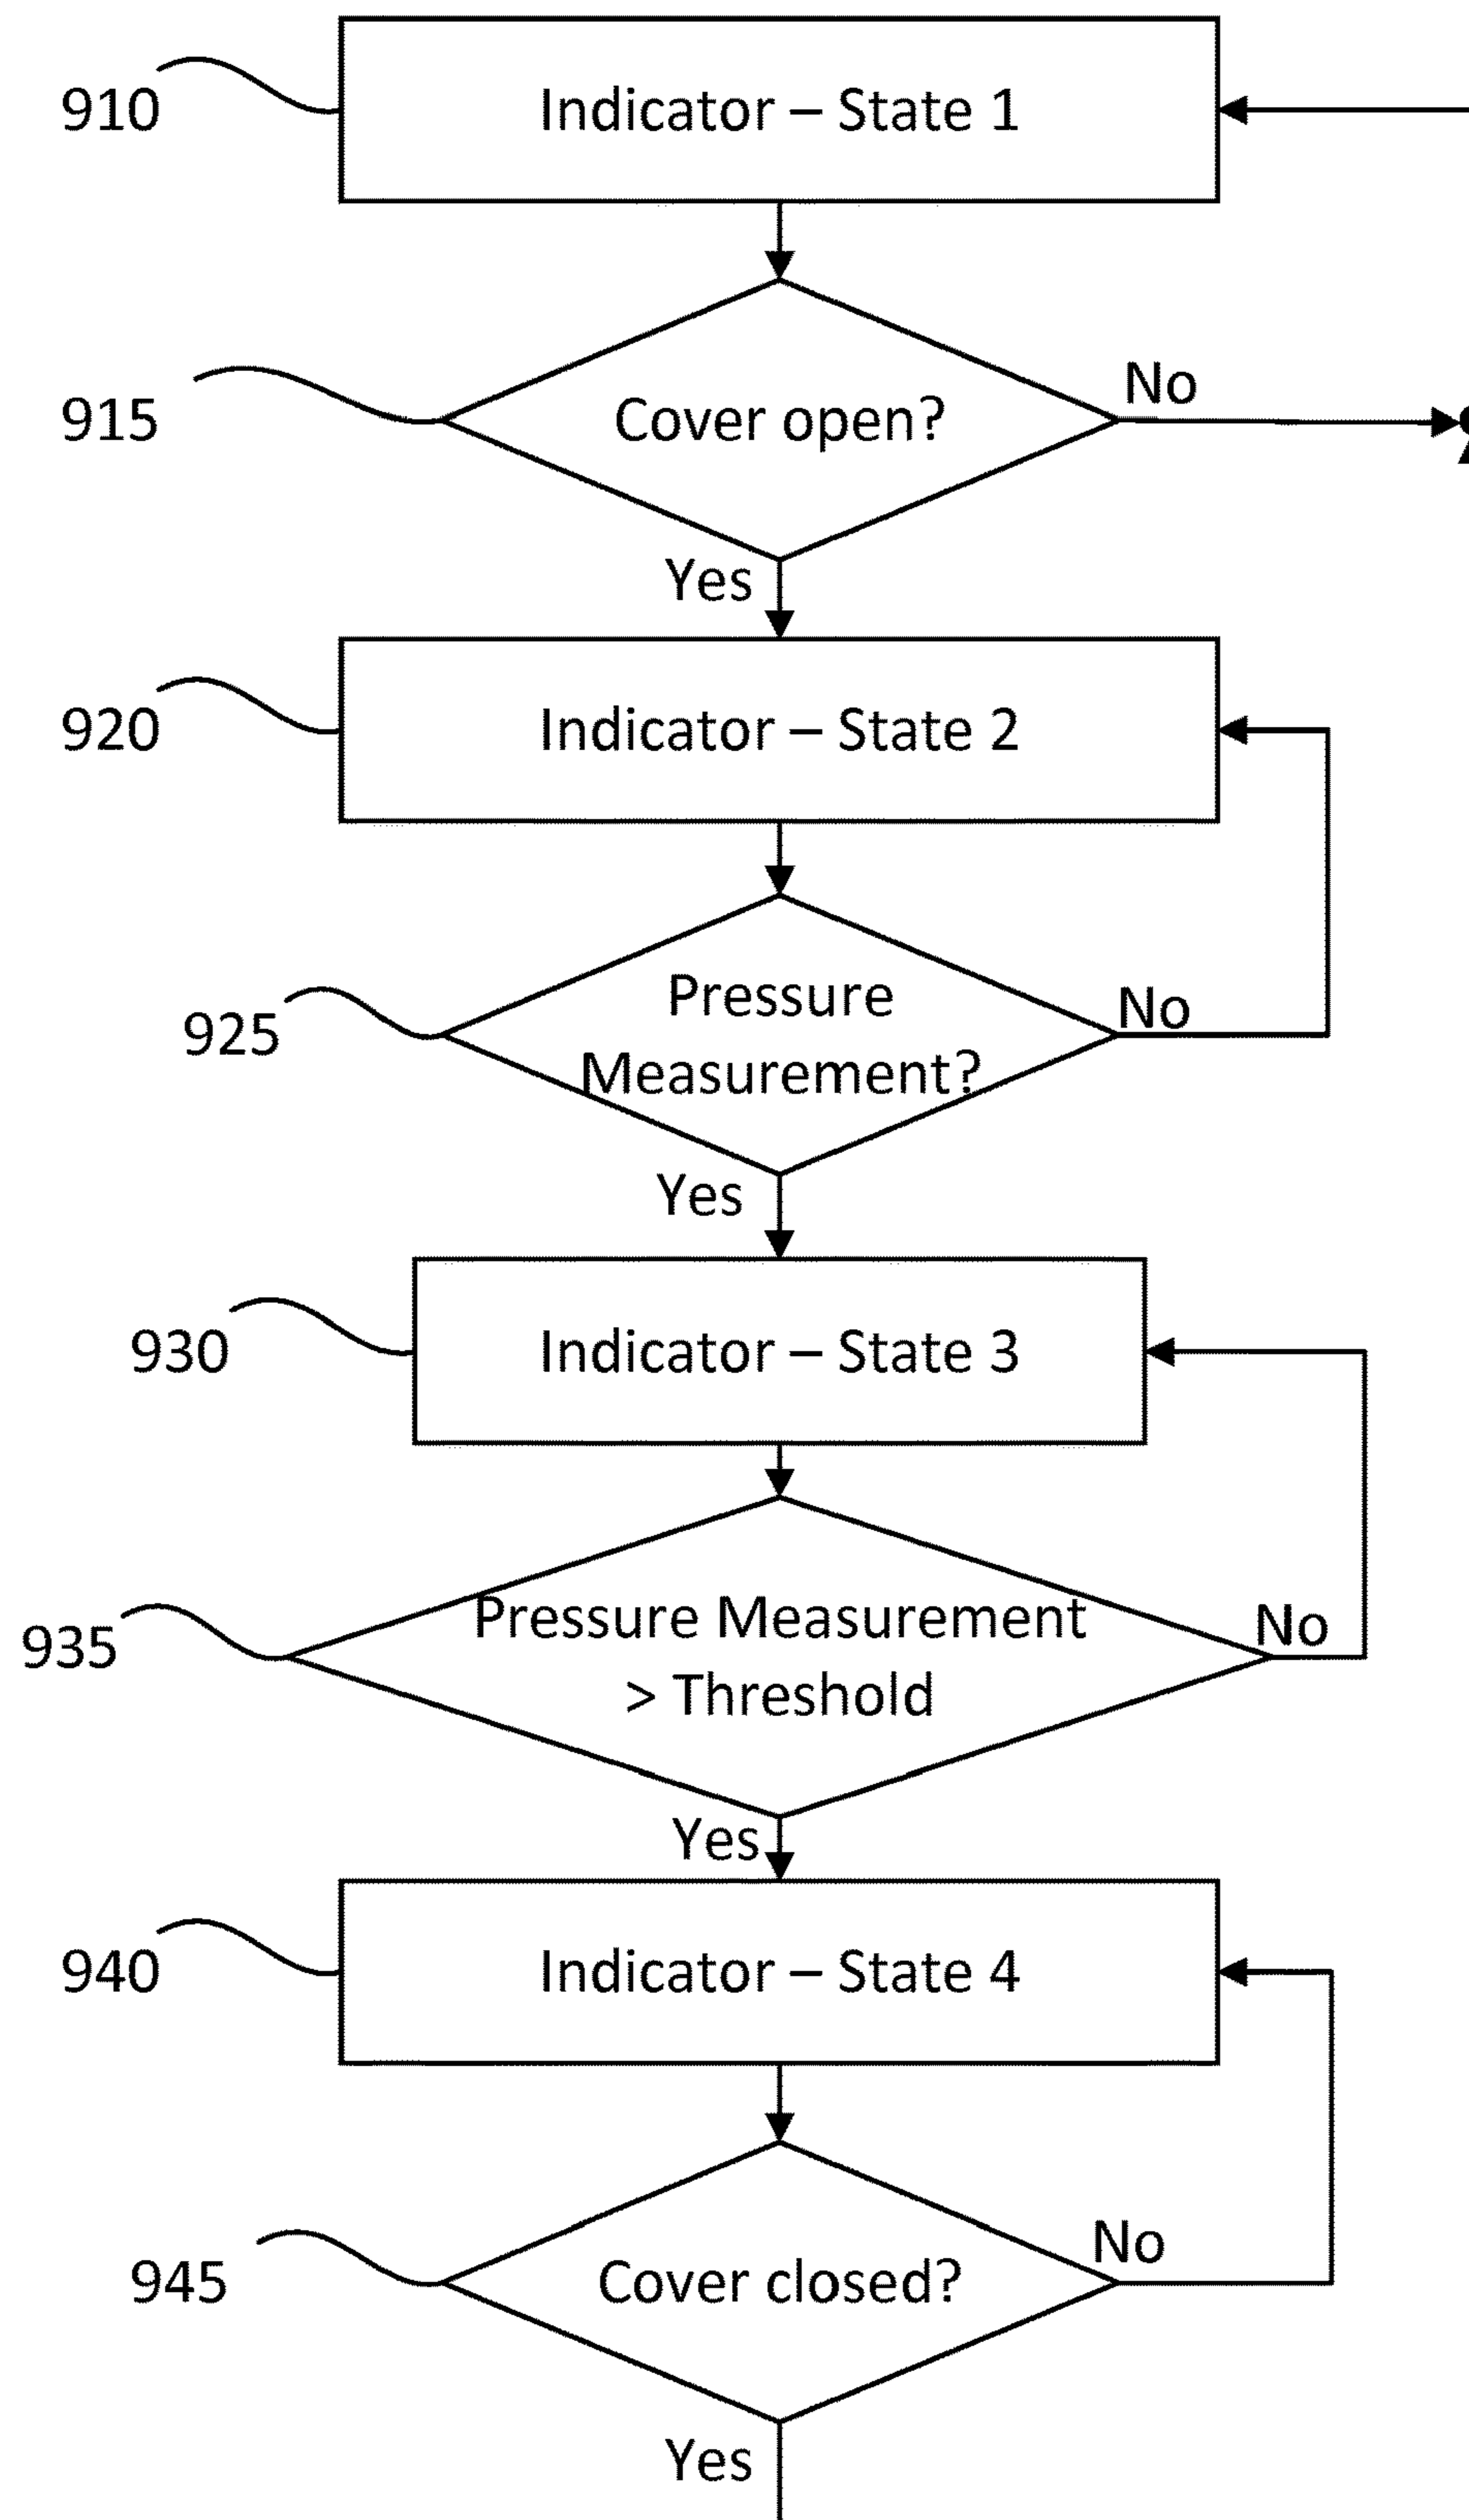 910
Indicator – State 1
915
Cover open?
No
Yes
920
Indicator – State 2
925
Pressure
Measurement?
No
Yes
930
Indicator – State 3
935
Pressure Measurement
> Threshold
No
Yes
940
Indicator – State 4
945
Cover closed?
No
Yes